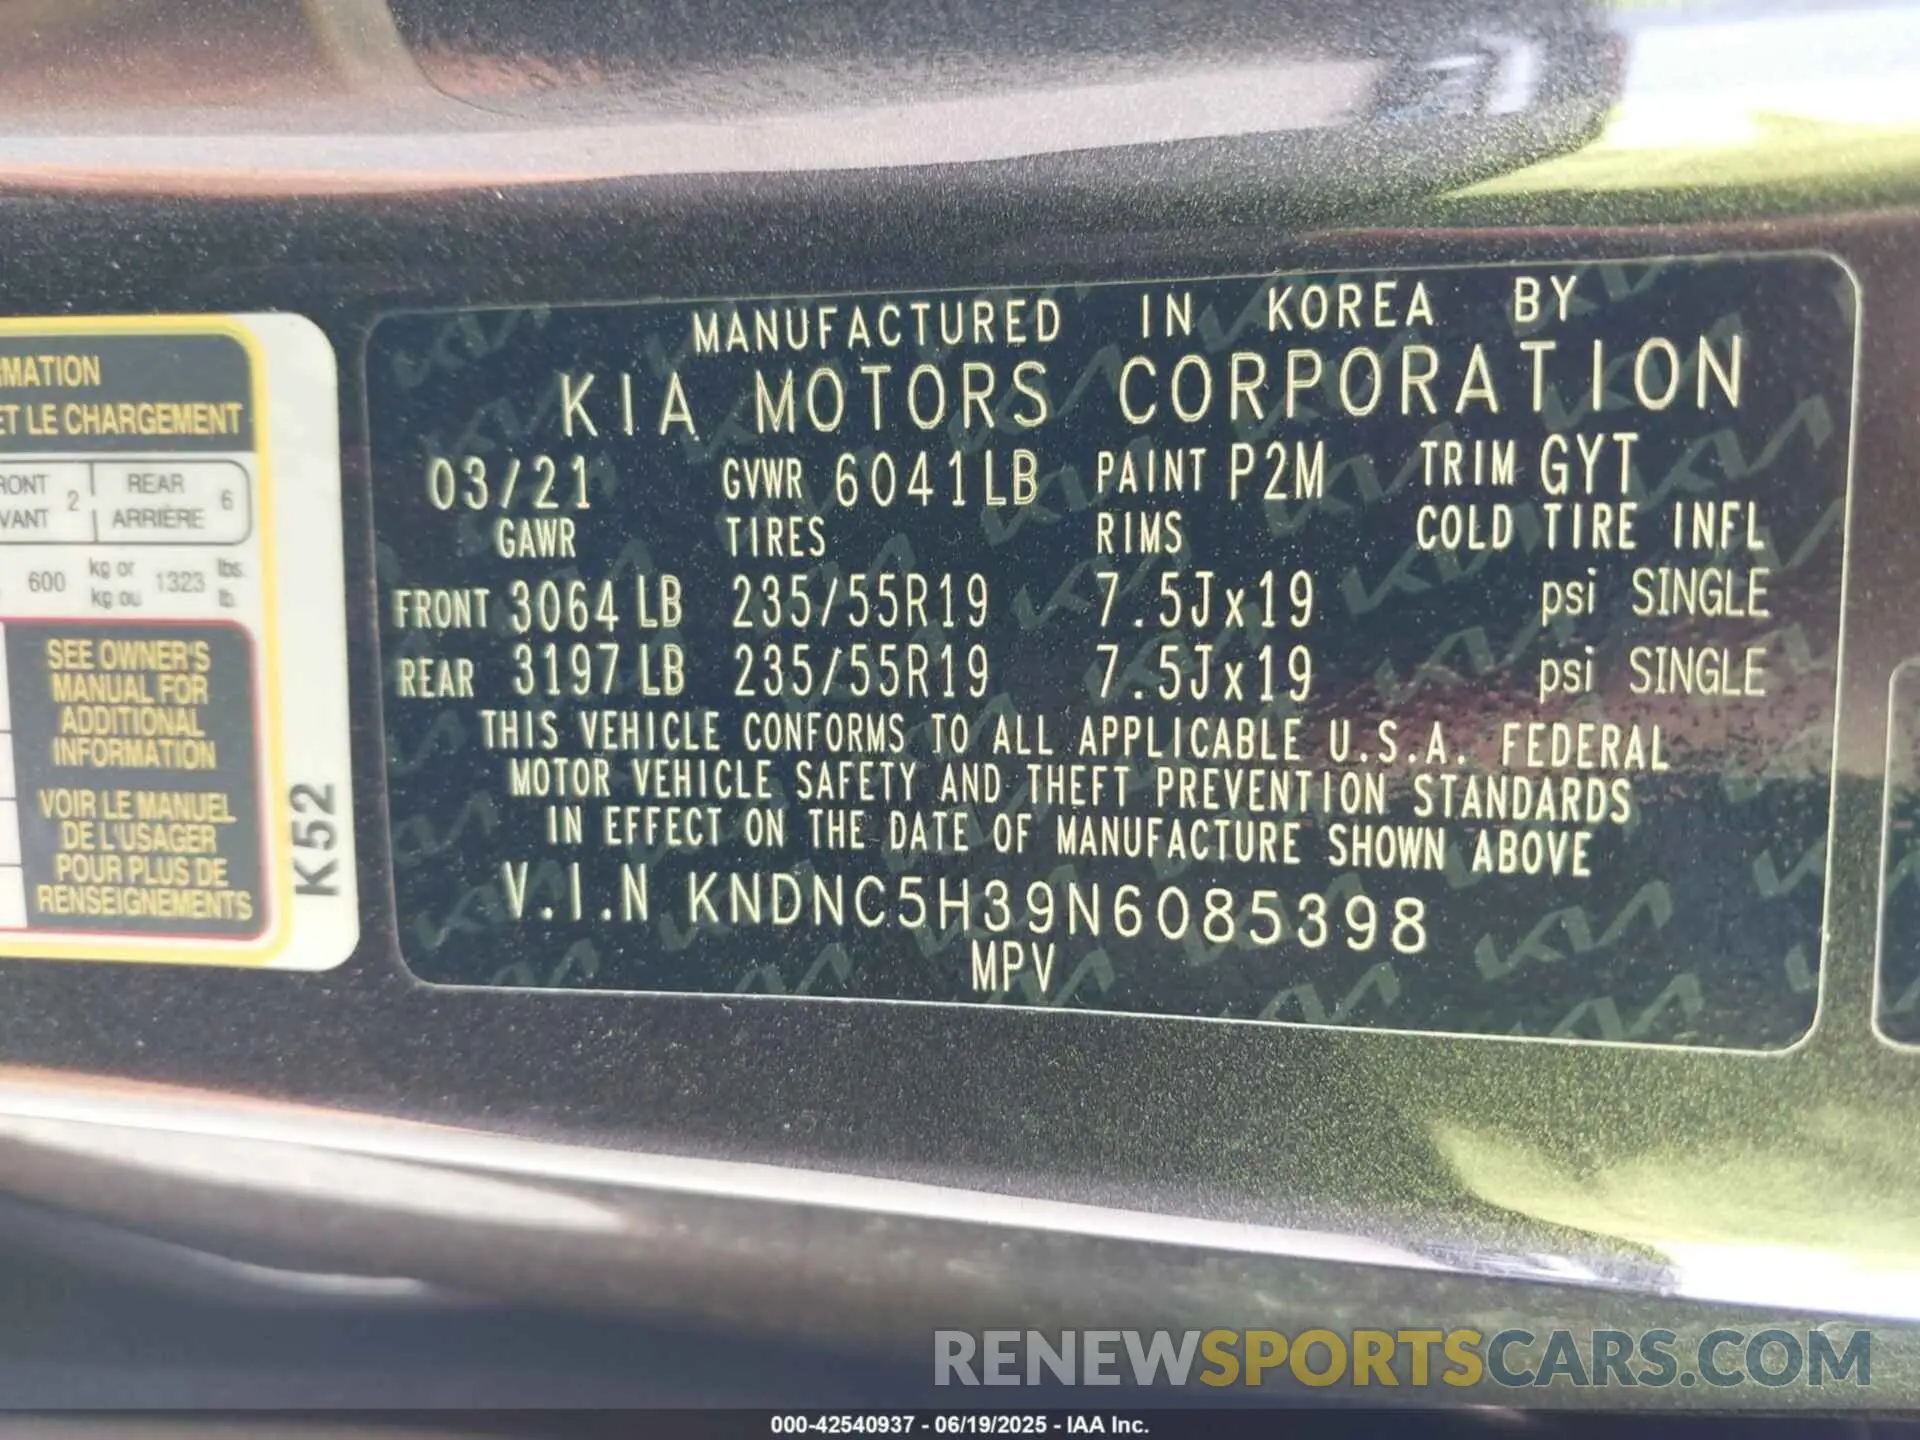 MANUFACTURED IN KOREA BY
KIA MOTORS CORPORATION
03/21 GVWR 6041LB PAINT P2M TRIM GYT
GAWR TIRES RIMS COLD TIRE INFL
FRONT 3064 LB 235/55R19 7.5Jx19 psi SINGLE
REAR 3197 LB 235/55R19 7.5Jx19 psi SINGLE
THIS VEHICLE CONFORMS TO ALL APPLICABLE U.S.A. FEDERAL
MOTOR VEHICLE SAFETY AND THEFT PREVENTION STANDARDS
IN EFFECT ON THE DATE OF MANUFACTURE SHOWN ABOVE
V.I.N KNDNC5H39N6085398
MPV
MATION
ET LE CHARGEMENT
RONT 2 REAR 6
VANT ARRIÈRE
600 kg or 1323 lbs.
kg ou lb.
SEE OWNER'S
MANUAL FOR
ADDITIONAL
INFORMATION
VOIR LE MANUEL
DE L'USAGER
POUR PLUS DE
RENSEIGNEMENTS
K52
RENEWSPORTSCARS.COM
000-42540937 - 06/19/2025 - IAA Inc.